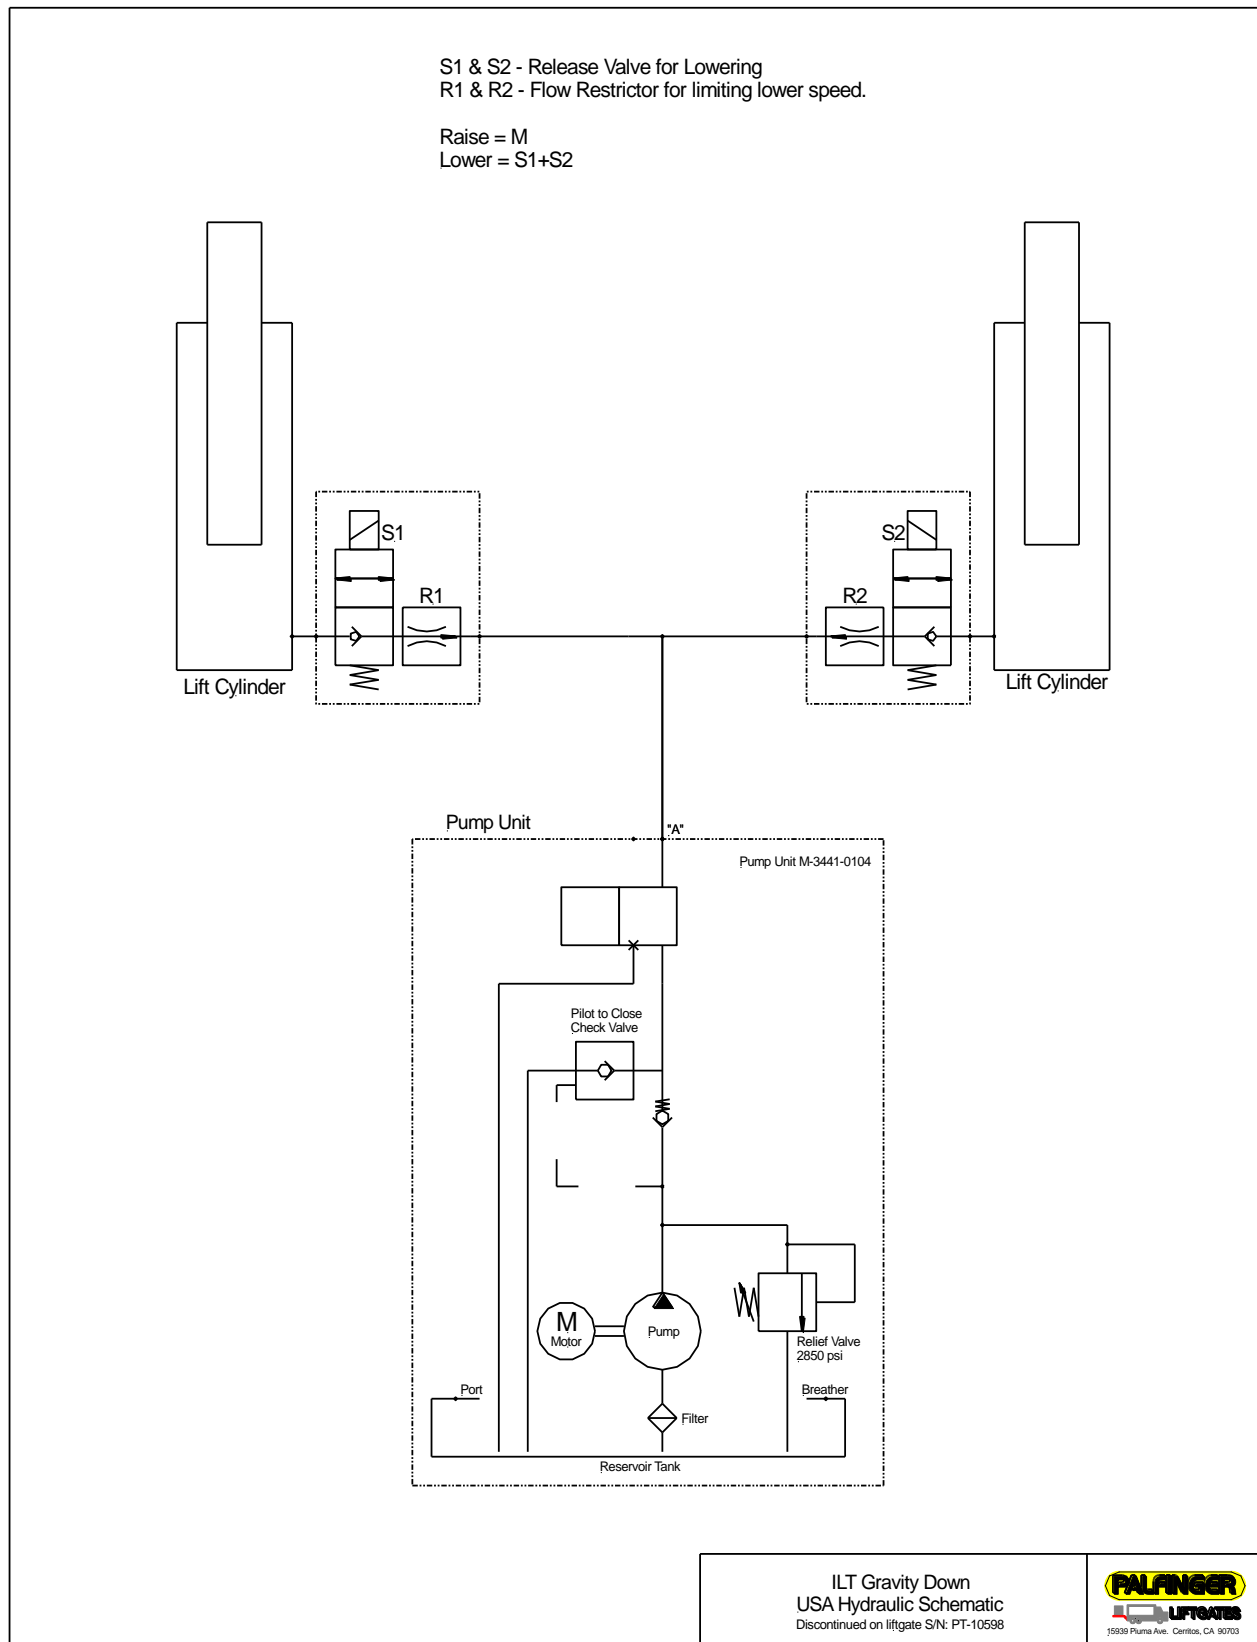 S1 & S2 - Release Valve for Lowering
R1 & R2 - Flow Restrictor for limiting lower speed.
Raise = M
Lower = S1+S2
S1
S2
R1
R2
Lift Cylinder
Lift Cylinder
Pump Unit
"A"
Pump Unit M-3441-0104
Pilot to Close
Check Valve
M
Motor
Pump
Relief Valve
2850 psi
Port
Breather
Filter
Reservoir Tank
ILT Gravity Down
USA Hydraulic Schematic
Discontinued on liftgate S/N: PT-10598
PALFINGER
LIFTGATES
15939 Piuma Ave. Cerritos, CA 90703